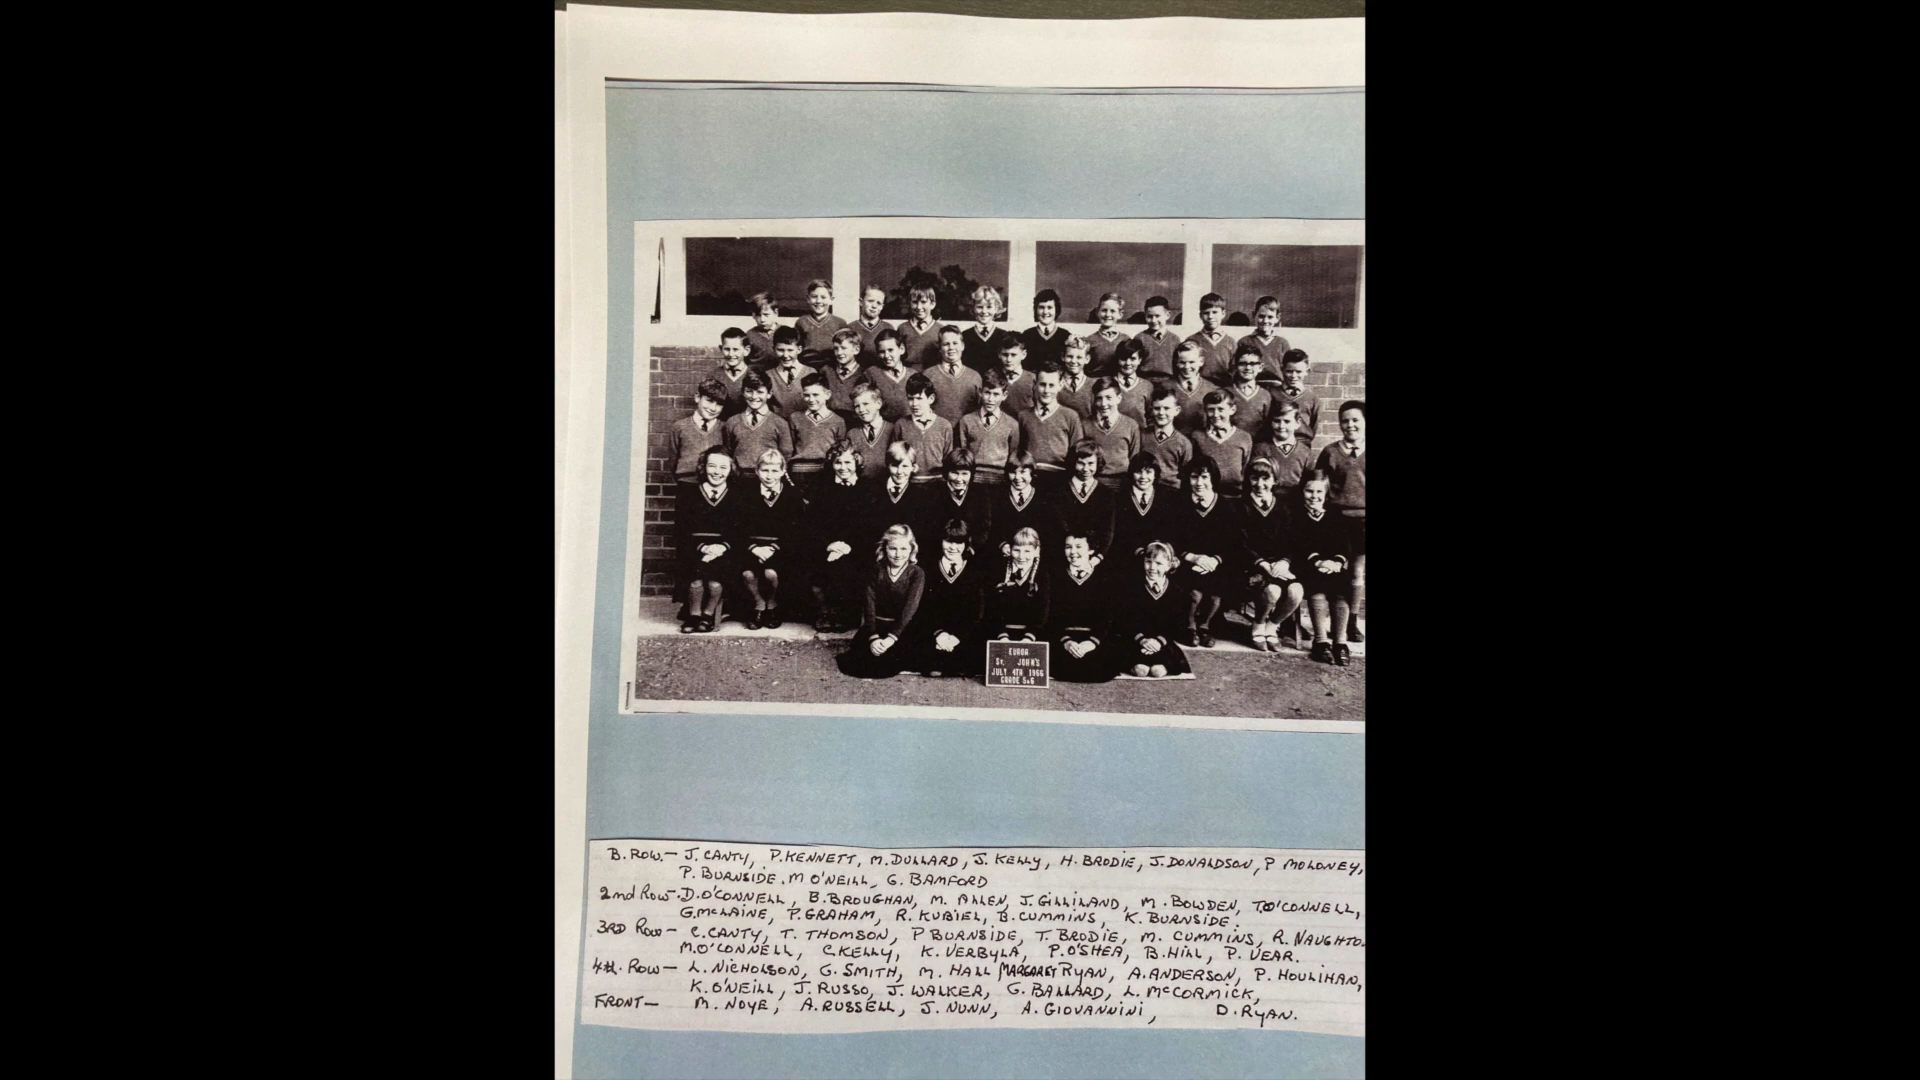 EUROA
St. JOHN'S
JULY 4TH 1966
GRADE 5&6
B. ROW. – J. CANTY, P. KENNETT, M. DULLARD, J. KELLY, H. BRODIE, J. DONALDSON, P MOLONEY,
P. BURNSIDE, M O'NEILL, G. BAMFORD
2nd Row – D. O'CONNELL, B. BROUGHAN, M. ALLEN, J. GILLILAND, M. BOWDEN, T. O'CONNELL,
G. McLAINE, P. GRAHAM, R. KUBIEL, B. CUMMINS, K. BURNSIDE.
3RD Row – C. CANTY, T. THOMSON, P BURNSIDE, T. BRODIE, M. CUMMINS, R. NAUGHTO
M. O'CONNELL, C. KELLY, K. VERBYLA, P. O'SHEA, B. HILL, P. VEAR.
4th. Row – L. NICHOLSON, G. SMITH, M. HALL MARGARET RYAN, A. ANDERSON, P. HOULIHAN,
K. O'NEILL, J. RUSSO, J. WALKER, G. BALLARD, L. McCORMICK,
FRONT – M. NOYE, A. RUSSELL, J. NUNN, A. GIOVANNINI, D. RYAN.